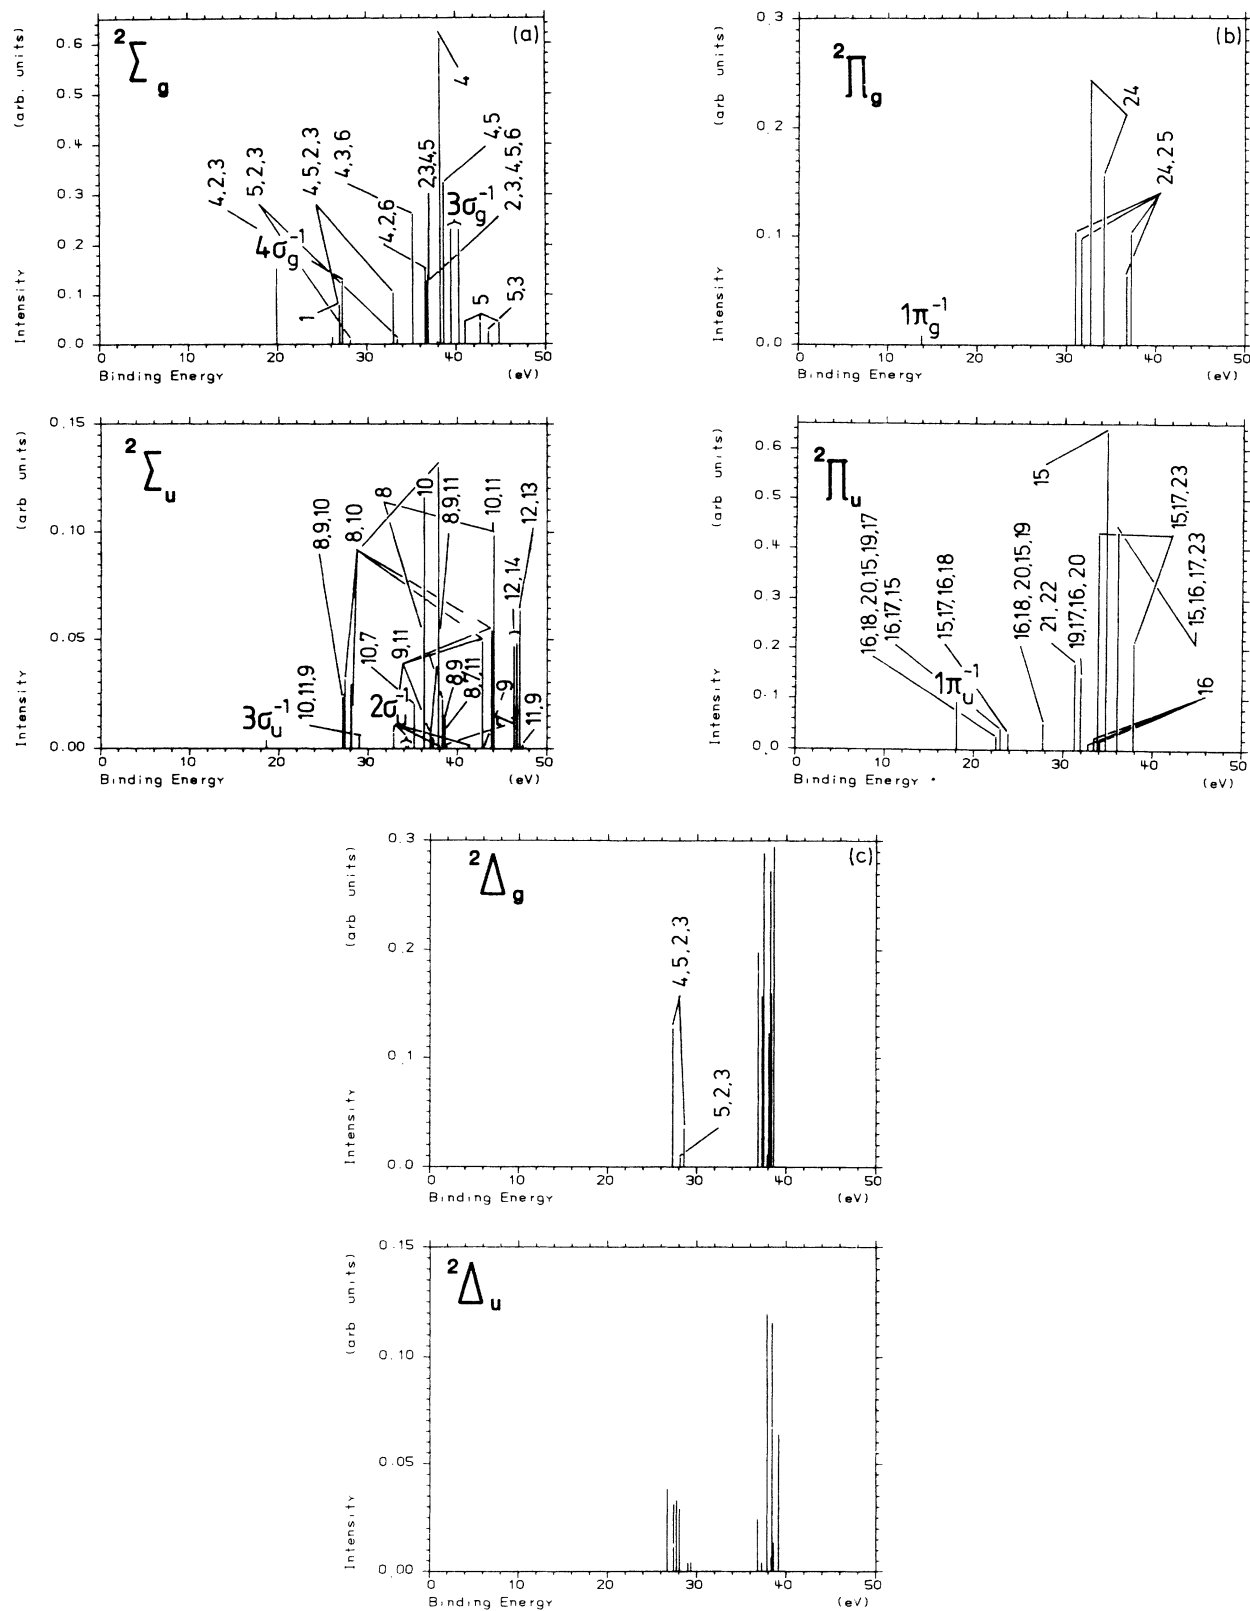 ²Σg
(a)
0.6
0.5
0.4
0.3
0.2
0.1
0.0
(arb. units)
Intensity
4,2,3
5,2,3
4,5,2,3
4,3,6
4,2,6
2,3,4,5
4
4,5
2,3,4,5,6
3σg⁻¹
4σg⁻¹
1
5
5,3
0 10 20 30 40 50
Binding Energy (eV)
²Πg
(b)
0.3
0.2
0.1
0.0
(arb. units)
Intensity
24
24,25
1πg⁻¹
0 10 20 30 40 50
Binding Energy (eV)
²Σu
0.15
0.10
0.05
0.00
(arb units)
Intensity
8,9,10
8,10
8
10
8,9,11
10,11
12,13
12,14
10,7
9,11
10,11,9
3σu⁻¹
2σu⁻¹
8,9
8,7,11
7-9
11,9
0 10 20 30 40 50
Binding Energy (eV)
²Πu
0.6
0.5
0.4
0.3
0.2
0.1
0.0
(arb units)
Intensity
16,18,20,15,19,17
16,17,15
15,17,16,18
1πu⁻¹
16,18,20,15,19
21,22
19,17,16,20
15
15,17,23
15,16,17,23
16
0 10 20 30 40 50
Binding Energy (eV)
²Δg
(c)
0.3
0.2
0.1
0.0
(arb units)
Intensity
4,5,2,3
5,2,3
0 10 20 30 40 50
Binding Energy (eV)
²Δu
0.15
0.10
0.05
0.00
(arb units)
Intensity
0 10 20 30 40 50
Binding Energy (eV)